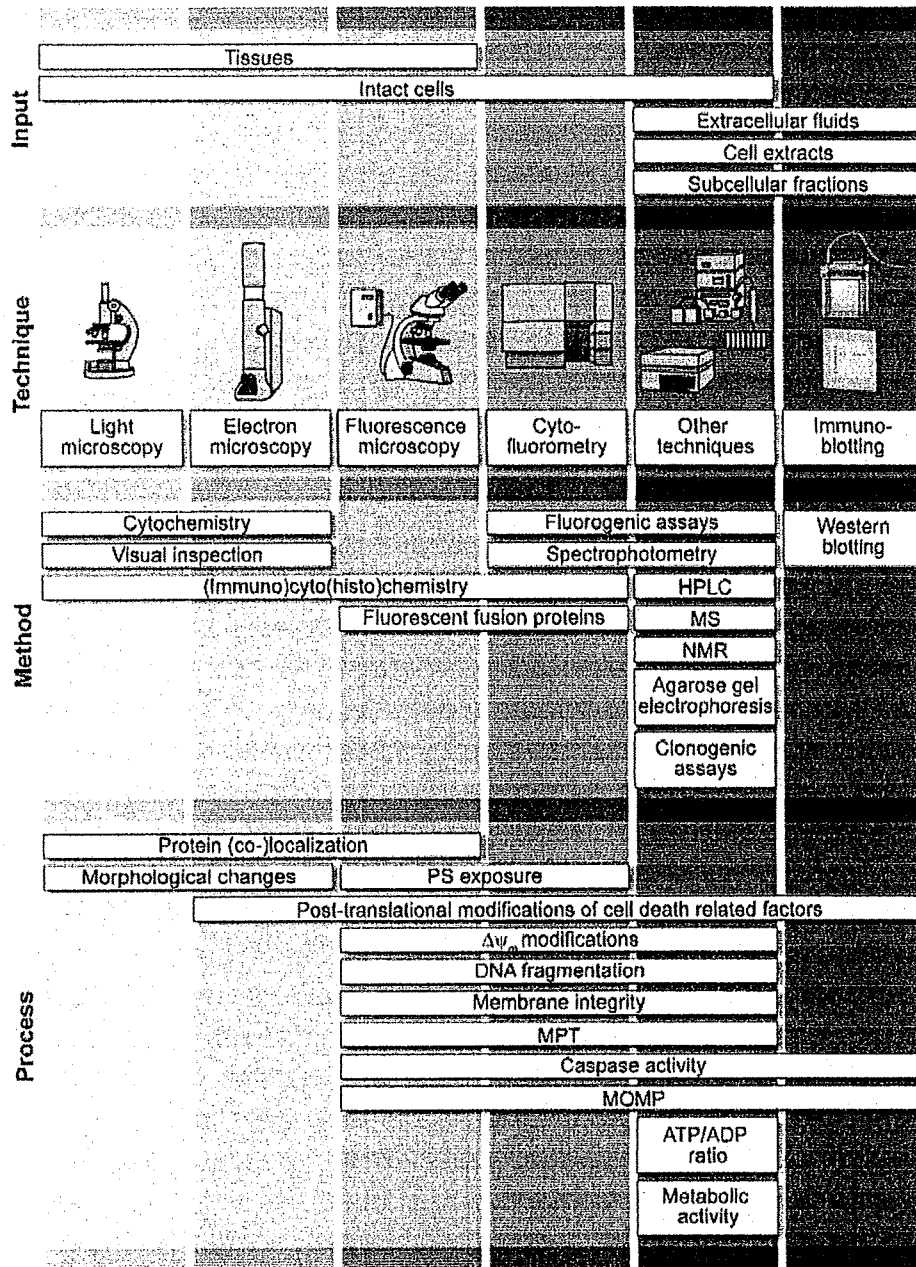 Input
Tissues
Intact cells
Extracellular fluids
Cell extracts
Subcellular fractions
Technique
Light
microscopy
Electron
microscopy
Fluorescence
microscopy
Cyto-
fluorometry
Other
techniques
Immuno-
blotting
Method
Cytochemistry
Fluorogenic assays
Western
blotting
Visual inspection
Spectrophotometry
(Immuno)cyto(histo)chemistry
HPLC
Fluorescent fusion proteins
MS
NMR
Agarose gel
electrophoresis
Clonogenic
assays
Process
Protein (co-)localization
Morphological changes
PS exposure
Post-translational modifications of cell death related factors
Δψm modifications
DNA fragmentation
Membrane integrity
MPT
Caspase activity
MOMP
ATP/ADP
ratio
Metabolic
activity